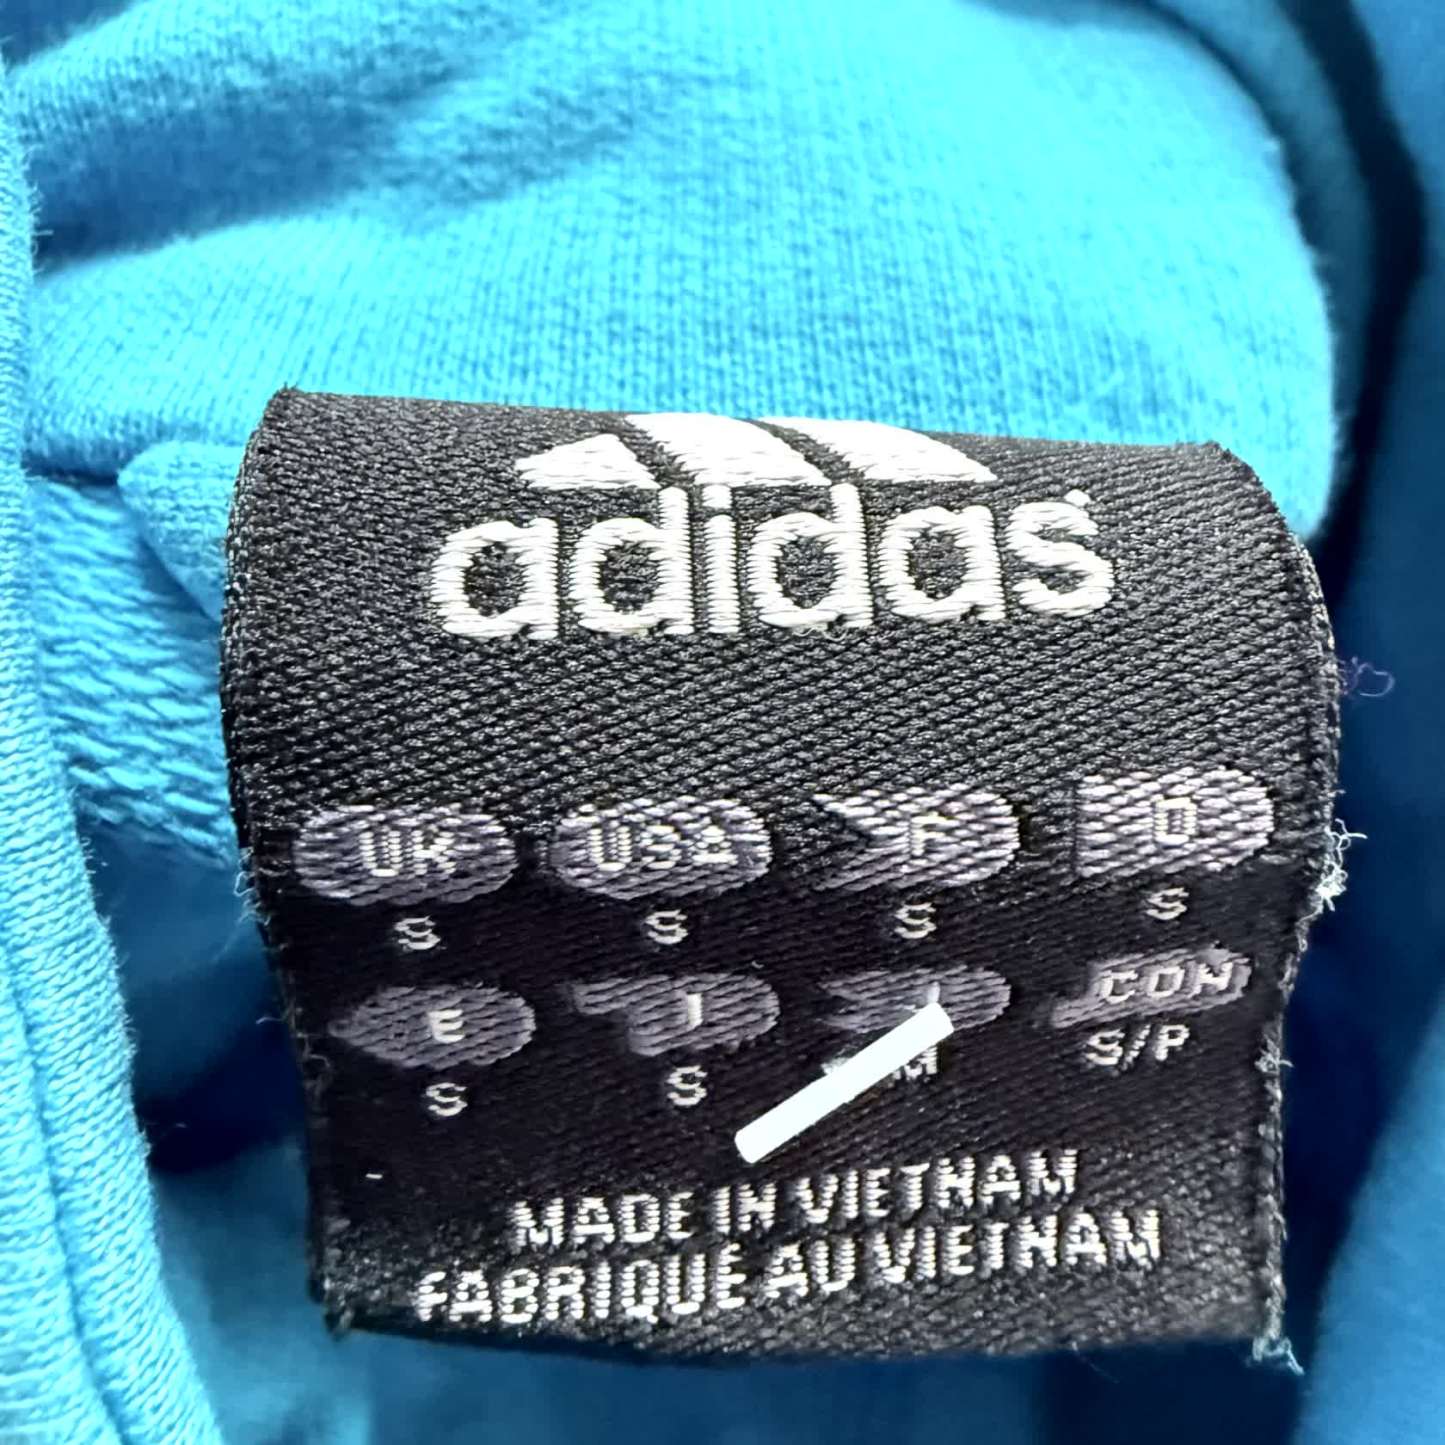 adidas
UK USA F D
S S S S
E I J CON
S S M S/P
MADE IN VIETNAM
FABRIQUÉ AU VIETNAM